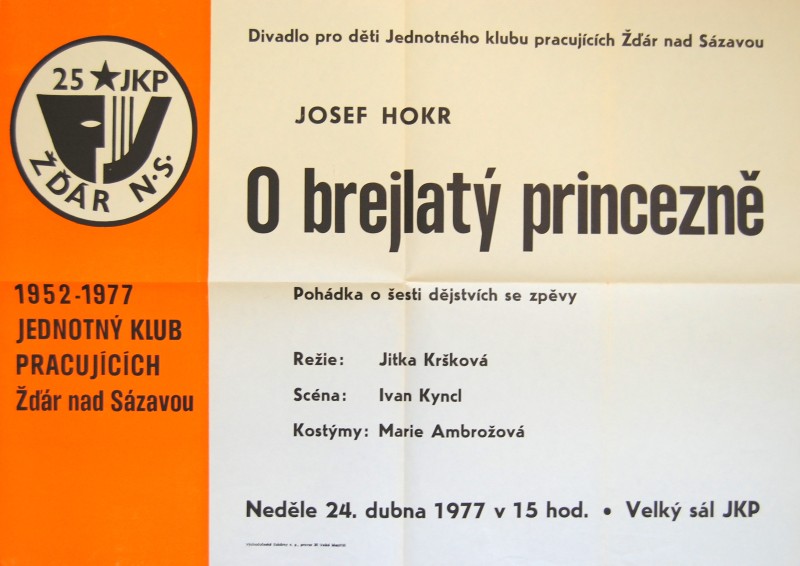 25 ★ JKP
ŽĎÁR N.S.
1952-1977
JEDNOTNÝ KLUB
PRACUJÍCÍCH
Žďár nad Sázavou
Divadlo pro děti Jednotného klubu pracujících Žďár nad Sázavou
JOSEF HOKR
O brejlatý princezně
Pohádka o šesti dějstvích se zpěvy
Režie: Jitka Kršková
Scéna: Ivan Kyncl
Kostýmy: Marie Ambrožová
Neděle 24. dubna 1977 v 15 hod. • Velký sál JKP